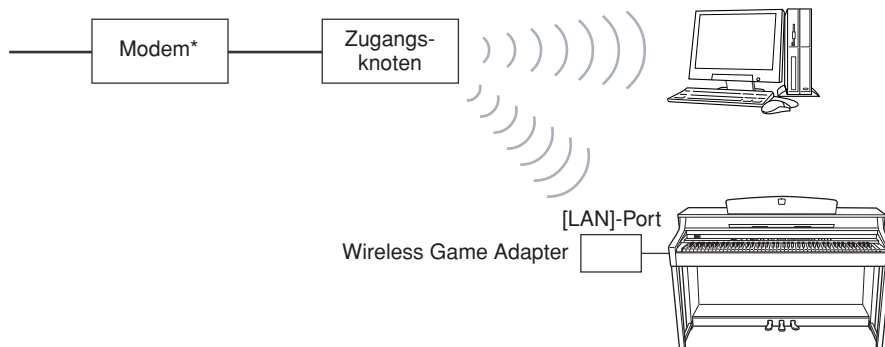 Modem*
Zugangs-
knoten
[LAN]-Port
Wireless Game Adapter